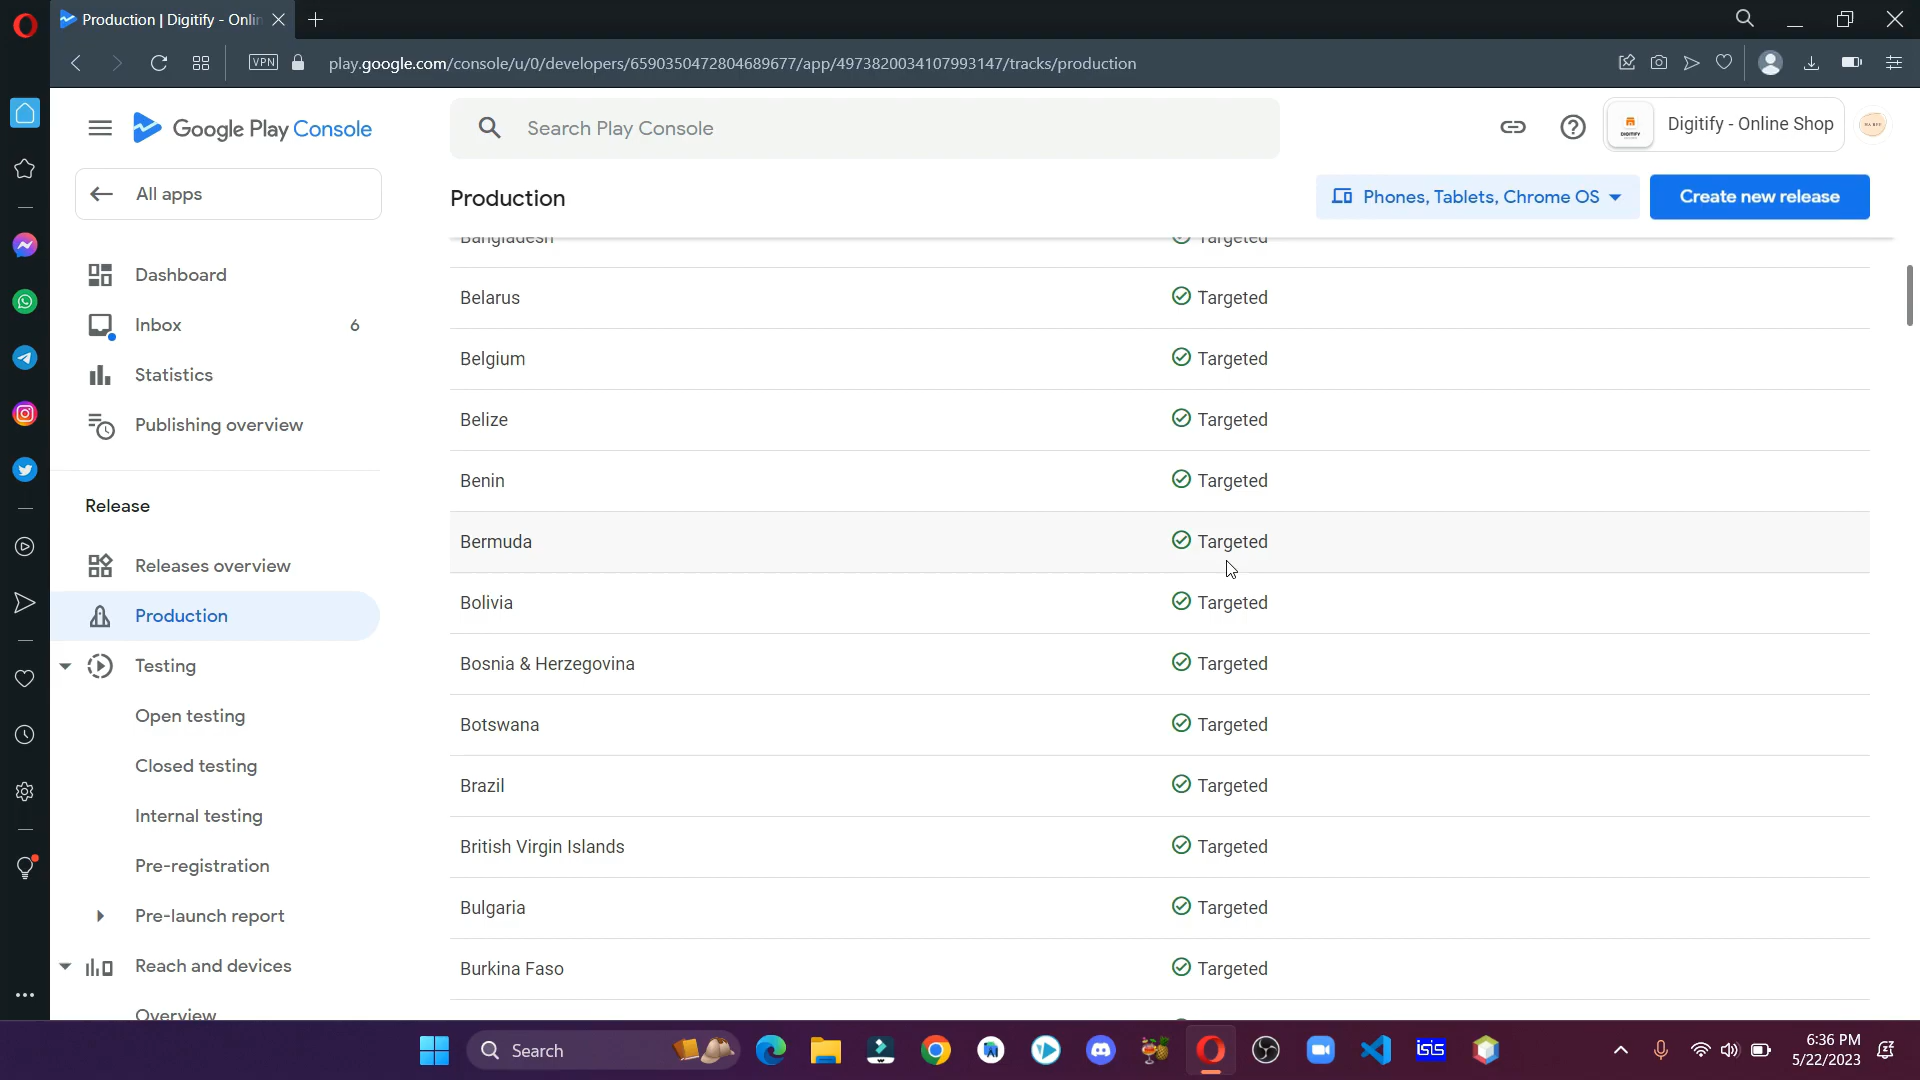 Production | Digitify - Onlin
VPN
play.google.com/console/u/0/developers/6590350472804689677/app/4973820034107993147/tracks/production
Google Play Console
Search Play Console
Digitify - Online Shop
All apps
Production
Phones, Tablets, Chrome OS
Create new release
Dashboard
Inbox 6
Statistics
Publishing overview
Release
Releases overview
Production
Testing
Open testing
Closed testing
Internal testing
Pre-registration
Pre-launch report
Reach and devices
Overview
Bangladesh Targeted
Belarus Targeted
Belgium Targeted
Belize Targeted
Benin Targeted
Bermuda Targeted
Bolivia Targeted
Bosnia & Herzegovina Targeted
Botswana Targeted
Brazil Targeted
British Virgin Islands Targeted
Bulgaria Targeted
Burkina Faso Targeted
Search
isis
6:36 PM
5/22/2023